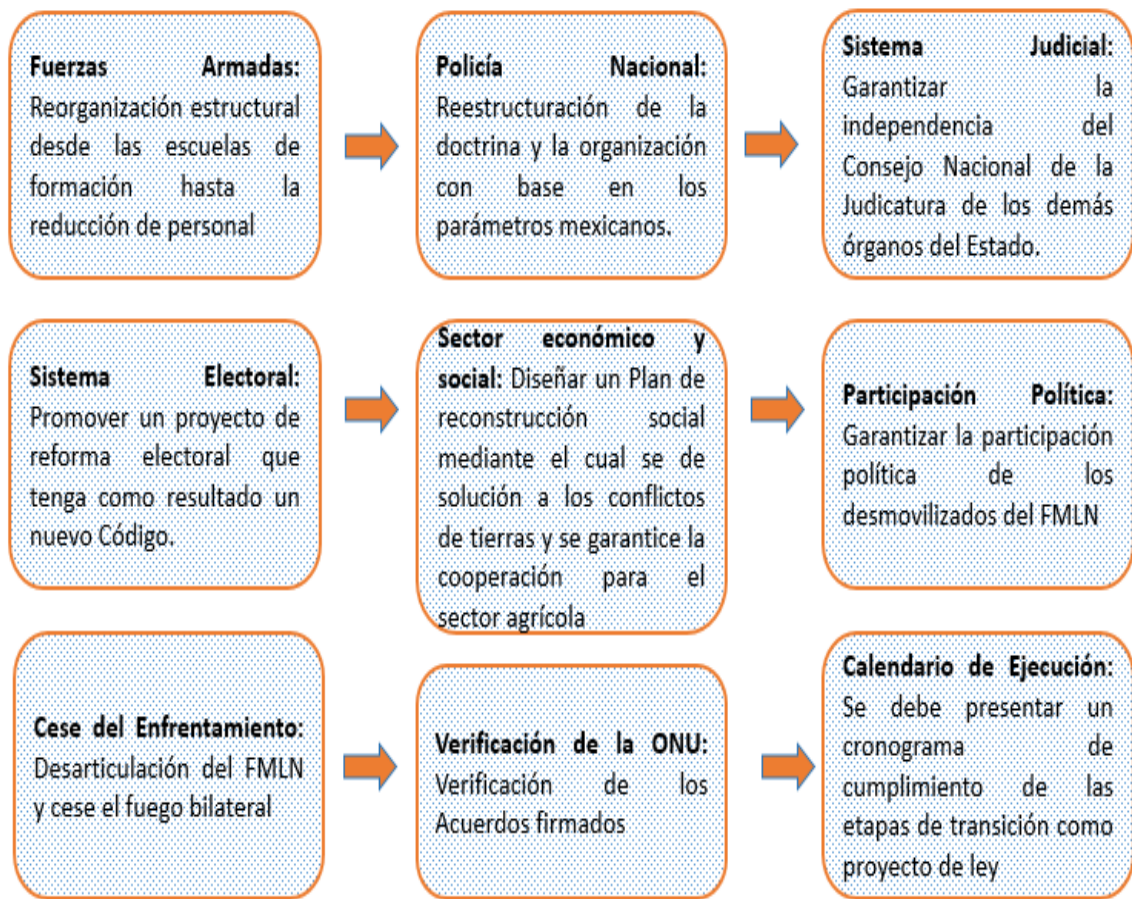 Fuerzas Armadas:
Reorganización estructural
desde las escuelas de
formación hasta la
reducción de personal
Policía Nacional:
Reestructuración de la
doctrina y la organización
con base en los
parámetros mexicanos.
Sistema Judicial:
Garantizar la
independencia del
Consejo Nacional de la
Judicatura de los demás
órganos del Estado.
Sistema Electoral:
Promover un proyecto de
reforma electoral que
tenga como resultado un
nuevo Código.
Sector económico y
social: Diseñar un Plan de
reconstrucción social
mediante el cual se de
solución a los conflictos
de tierras y se garantice la
cooperación para el
sector agrícola
Participación Política:
Garantizar la participación
política de los
desmovilizados del FMLN
Cese del Enfrentamiento:
Desarticulación del FMLN
y cese el fuego bilateral
Verificación de la ONU:
Verificación de los
Acuerdos firmados
Calendario de Ejecución:
Se debe presentar un
cronograma de
cumplimiento de las
etapas de transición como
proyecto de ley